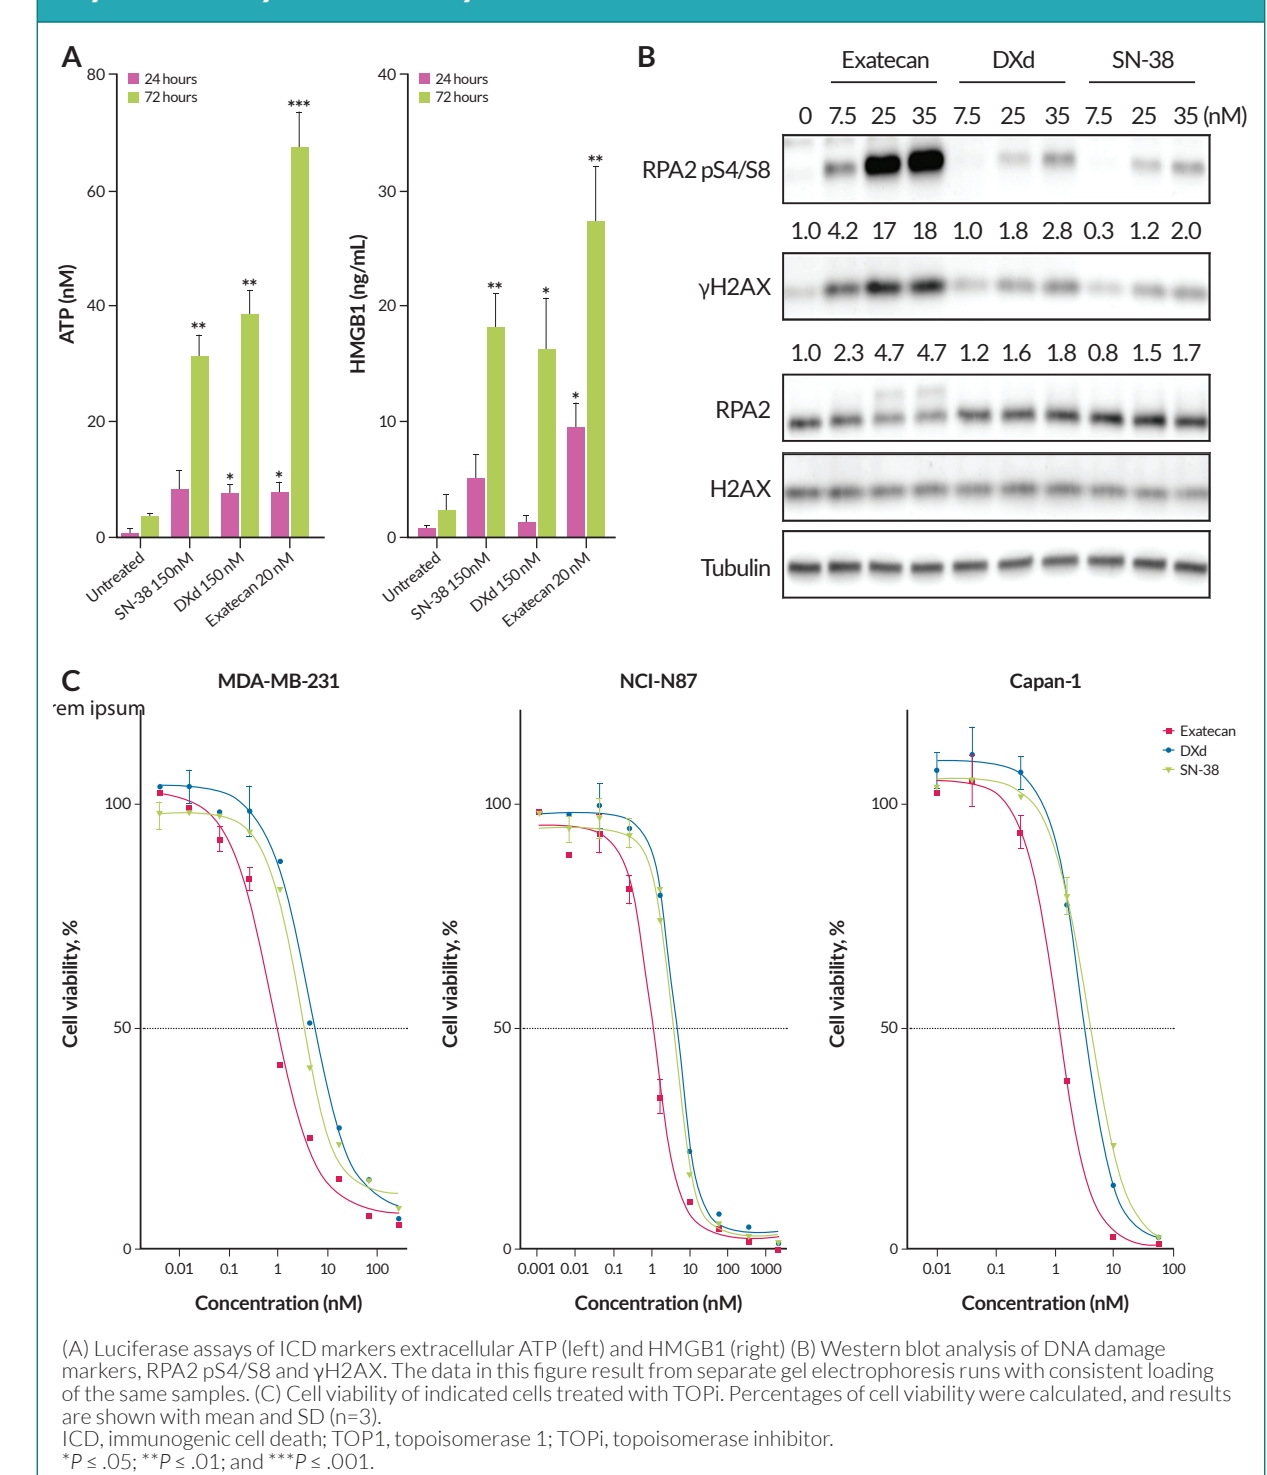 A
80
60
40
20
0
ATP (nM)
24 hours
72 hours
**
*
**
*
***
Untreated
SN-38 150nM
DXd 150 nM
Exatecan 20 nM
40
30
20
10
0
HMGB1 (ng/mL)
24 hours
72 hours
**
*
*
**
Untreated
SN-38 150nM
DXd 150 nM
Exatecan 20 nM
B
Exatecan DXd SN-38
0 7.5 25 35 7.5 25 35 7.5 25 35 (nM)
RPA2 pS4/S8
1.0 4.2 17 18 1.0 1.8 2.8 0.3 1.2 2.0
γH2AX
1.0 2.3 4.7 4.7 1.2 1.6 1.8 0.8 1.5 1.7
RPA2
H2AX
Tubulin
C
rem ipsum
MDA-MB-231
100
50
0
Cell viability, %
0.01 0.1 1 10 100
Concentration (nM)
NCI-N87
100
50
0
Cell viability, %
0.001 0.01 0.1 1 10 100 1000
Concentration (nM)
Capan-1
Exatecan
DXd
SN-38
100
50
0
Cell viability, %
0.01 0.1 1 10 100
Concentration (nM)
(A) Luciferase assays of ICD markers extracellular ATP (left) and HMGB1 (right) (B) Western blot analysis of DNA damage
markers, RPA2 pS4/S8 and γH2AX. The data in this figure result from separate gel electrophoresis runs with consistent loading
of the same samples. (C) Cell viability of indicated cells treated with TOPi. Percentages of cell viability were calculated, and results
are shown with mean and SD (n=3).
ICD, immunogenic cell death; TOP1, topoisomerase 1; TOPi, topoisomerase inhibitor.
*P ≤ .05; **P ≤ .01; and ***P ≤ .001.